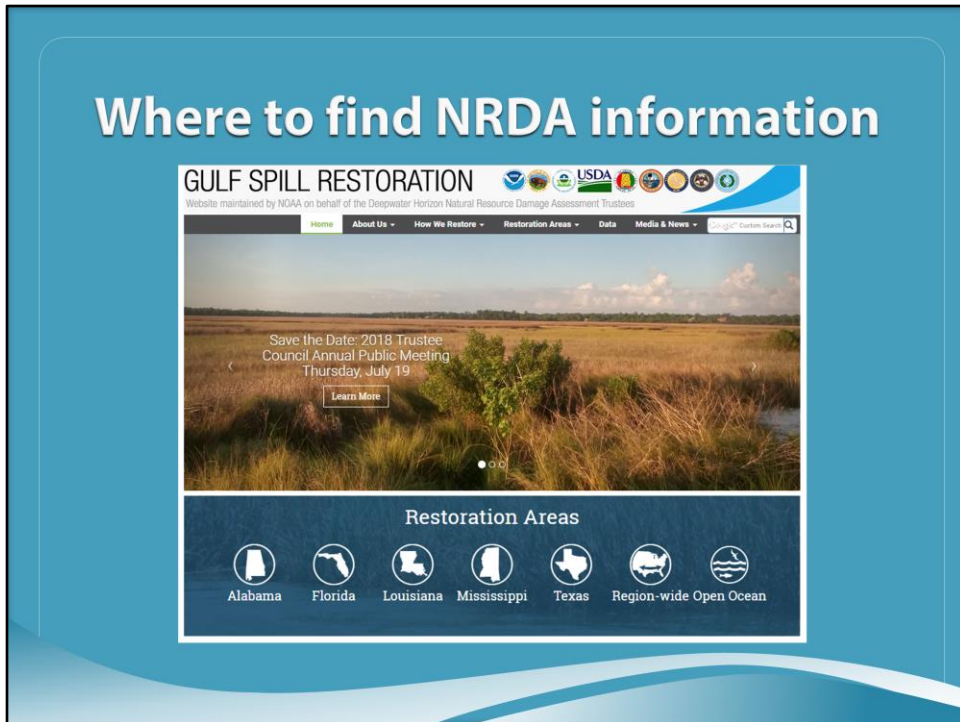 Where to find NRDA information
GULF SPILL RESTORATION
USDA
Website maintained by NOAA on behalf of the Deepwater Horizon Natural Resource Damage Assessment Trustees
Home About Us How We Restore Restoration Areas Data Media & News Google Custom Search
Save the Date: 2018 Trustee
Council Annual Public Meeting
Thursday, July 19
Learn More
Restoration Areas
Alabama Florida Louisiana Mississippi Texas Region-wide Open Ocean